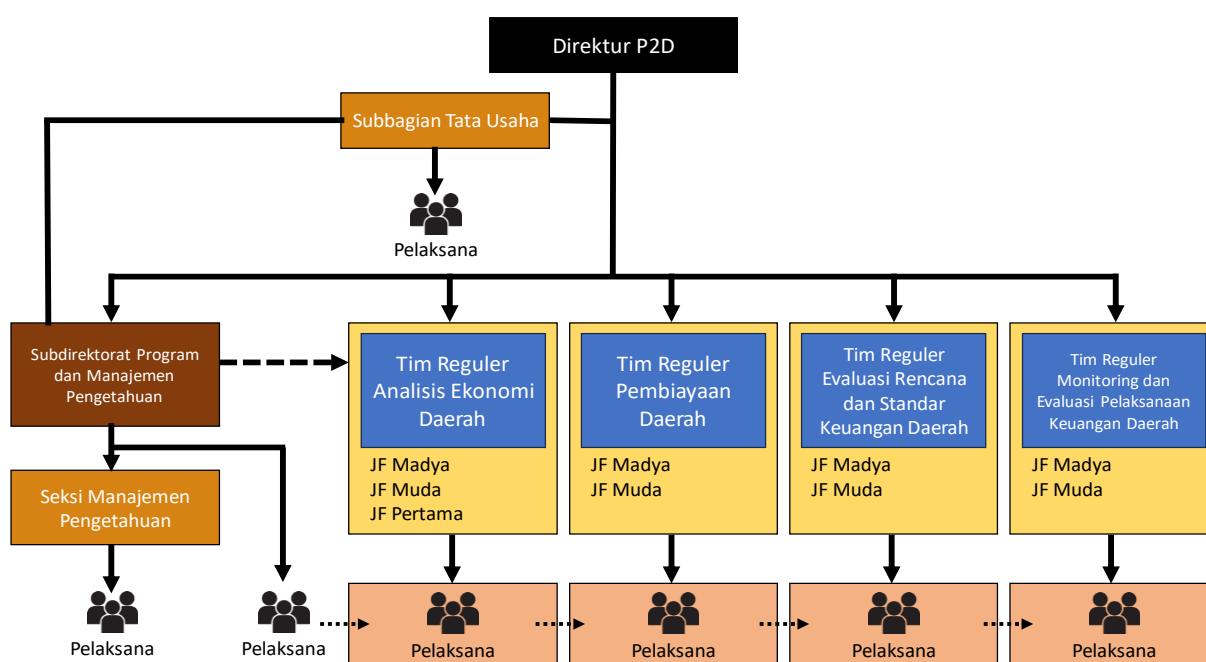 Direktur P2D
Subbagian Tata Usaha
Pelaksana
Subdirektorat Program
dan Manajemen
Pengetahuan
Tim Reguler
Analisis Ekonomi
Daerah
JF Madya
JF Muda
JF Pertama
Tim Reguler
Pembiayaan
Daerah
JF Madya
JF Muda
Tim Reguler
Evaluasi Rencana
dan Standar
Keuangan Daerah
JF Madya
JF Muda
Tim Reguler
Monitoring dan
Evaluasi Pelaksanaan
Keuangan Daerah
JF Madya
JF Muda
Seksi Manajemen
Pengetahuan
Pelaksana
Pelaksana
Pelaksana
Pelaksana
Pelaksana
Pelaksana